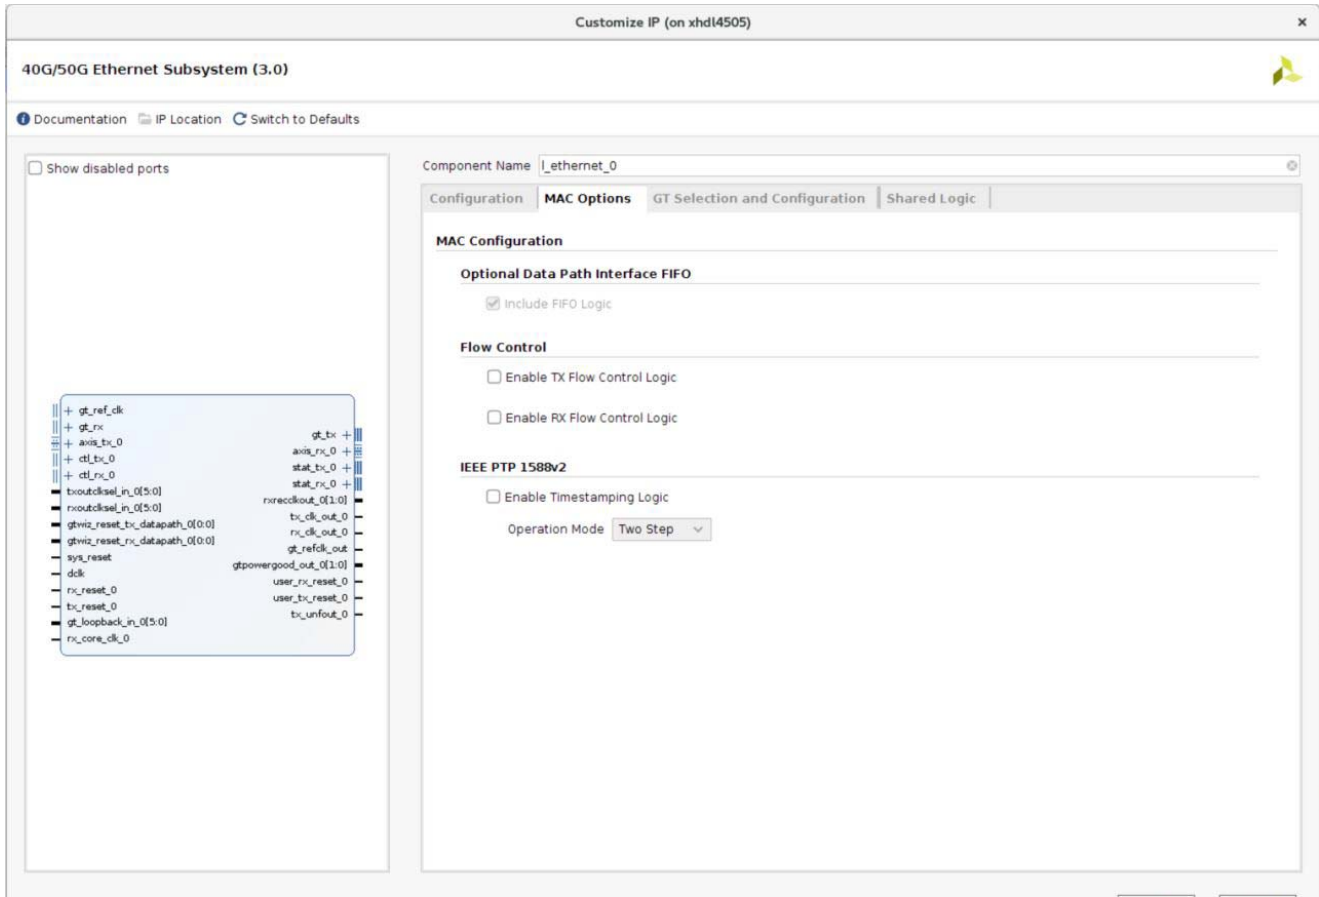 Customize IP (on xhdl4505)
40G/50G Ethernet Subsystem (3.0)
Documentation IP Location Switch to Defaults
Show disabled ports
gt_ref_clk
gt_rx
axis_tx_0
ctl_tx_0
ctl_rx_0
txoutclksel_in_0[5:0]
rxoutclksel_in_0[5:0]
gtwiz_reset_tx_datapath_0[0:0]
gtwiz_reset_rx_datapath_0[0:0]
sys_reset
dclk
rx_reset_0
tx_reset_0
gt_loopback_in_0[5:0]
rx_core_clk_0
gt_tx
axis_rx_0
stat_tx_0
stat_rx_0
rxrecclkout_0[1:0]
tx_clk_out_0
rx_clk_out_0
gt_refclk_out
gtpowergood_out_0[1:0]
user_rx_reset_0
user_tx_reset_0
tx_unfout_0
Component Name l_ethernet_0
Configuration MAC Options GT Selection and Configuration Shared Logic
MAC Configuration
Optional Data Path Interface FIFO
Include FIFO Logic
Flow Control
Enable TX Flow Control Logic
Enable RX Flow Control Logic
IEEE PTP 1588v2
Enable Timestamping Logic
Operation Mode Two Step